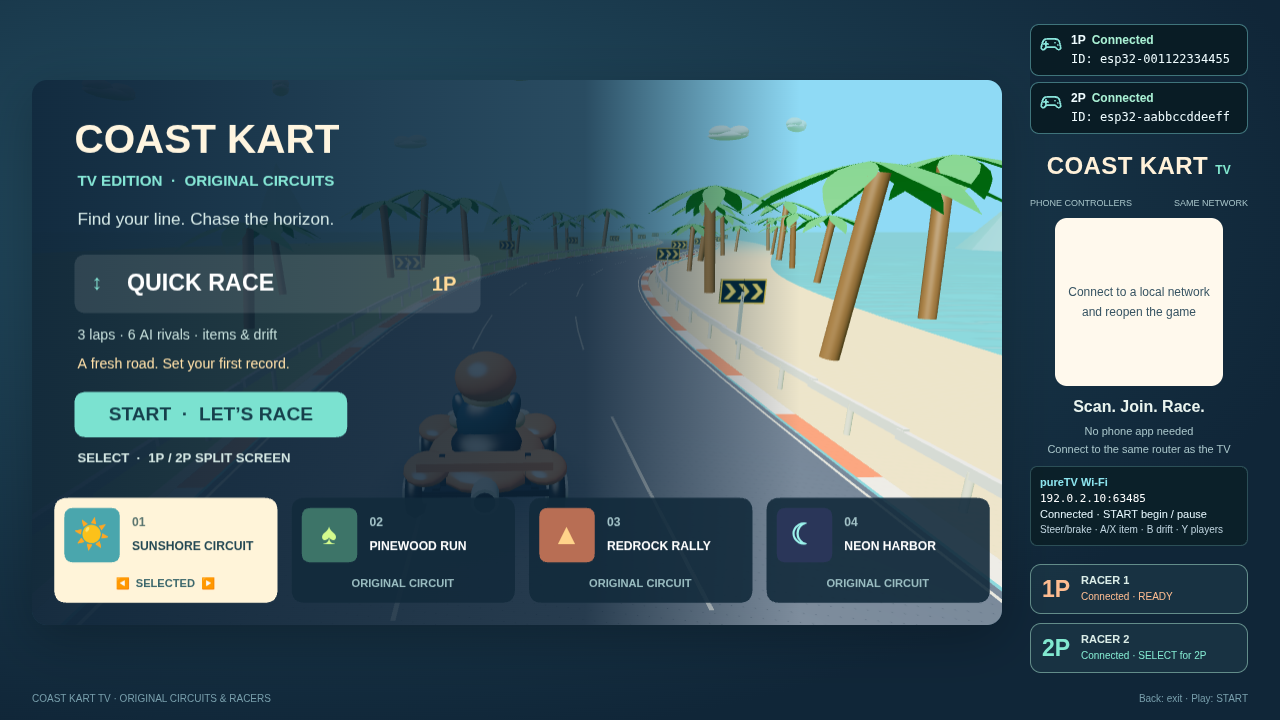 COAST KART
TV EDITION · ORIGINAL CIRCUITS
Find your line. Chase the horizon.
↕ QUICK RACE 1P
3 laps · 6 AI rivals · items & drift
A fresh road. Set your first record.
START · LET’S RACE
SELECT · 1P / 2P SPLIT SCREEN
01
SUNSHORE CIRCUIT
◀ SELECTED ▶
02
PINEWOOD RUN
ORIGINAL CIRCUIT
03
REDROCK RALLY
ORIGINAL CIRCUIT
04
NEON HARBOR
ORIGINAL CIRCUIT
1P Connected
ID: esp32-001122334455
2P Connected
ID: esp32-aabbccddeeff
COAST KART TV
PHONE CONTROLLERS SAME NETWORK
Connect to a local network
and reopen the game
Scan. Join. Race.
No phone app needed
Connect to the same router as the TV
pureTV Wi-Fi
192.0.2.10:63485
Connected · START begin / pause
Steer/brake · A/X item · B drift · Y players
1P RACER 1
Connected · READY
2P RACER 2
Connected · SELECT for 2P
COAST KART TV · ORIGINAL CIRCUITS & RACERS
Back: exit · Play: START